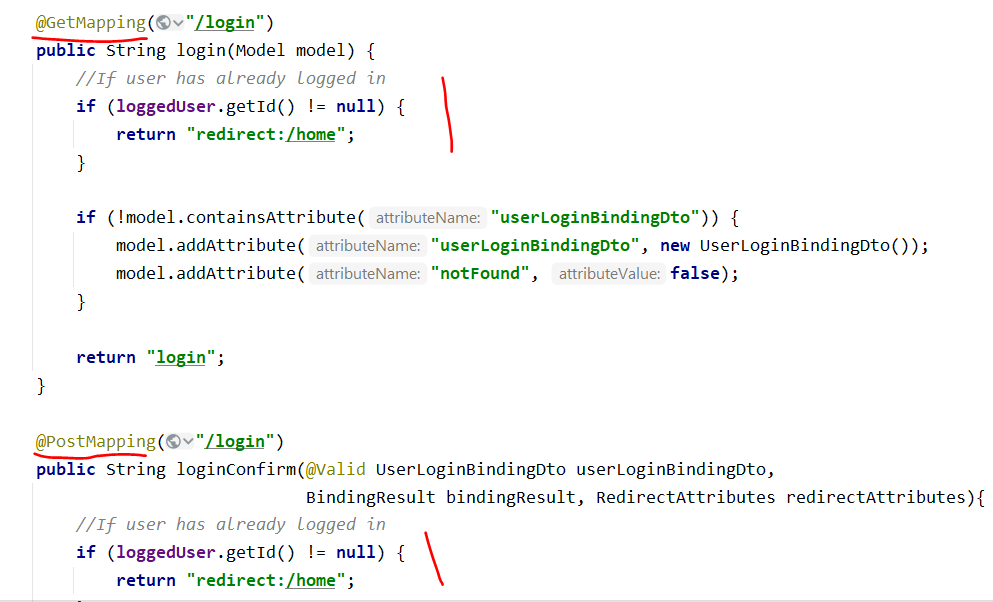 @GetMapping("/login")
public String login(Model model) {
//If user has already logged in
if (loggedUser.getId() != null) {
return "redirect:/home";
}
if (!model.containsAttribute( attributeName: "userLoginBindingDto")) {
model.addAttribute( attributeName: "userLoginBindingDto", new UserLoginBindingDto());
model.addAttribute( attributeName: "notFound", attributeValue: false);
}
return "login";
}
@PostMapping("/login")
public String loginConfirm(@Valid UserLoginBindingDto userLoginBindingDto,
BindingResult bindingResult, RedirectAttributes redirectAttributes){
//If user has already logged in
if (loggedUser.getId() != null) {
return "redirect:/home";